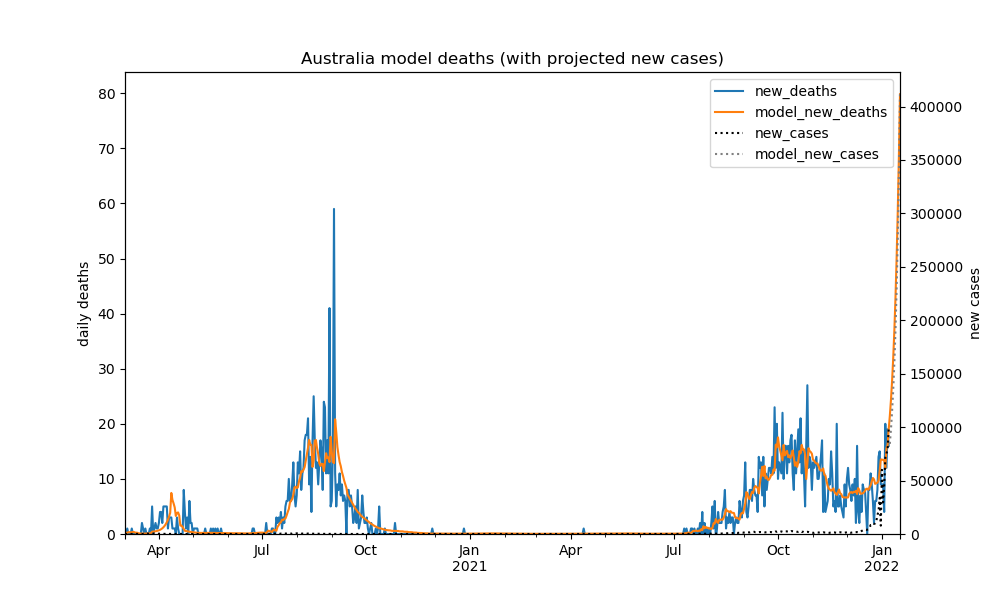 Australia model deaths (with projected new cases)
new_deaths
model_new_deaths
new_cases
model_new_cases
daily deaths
80
70
60
50
40
30
20
10
0
new cases
400000
350000
300000
250000
200000
150000
100000
50000
0
Apr
Jul
Oct
Jan
2021
Apr
Jul
Oct
Jan
2022